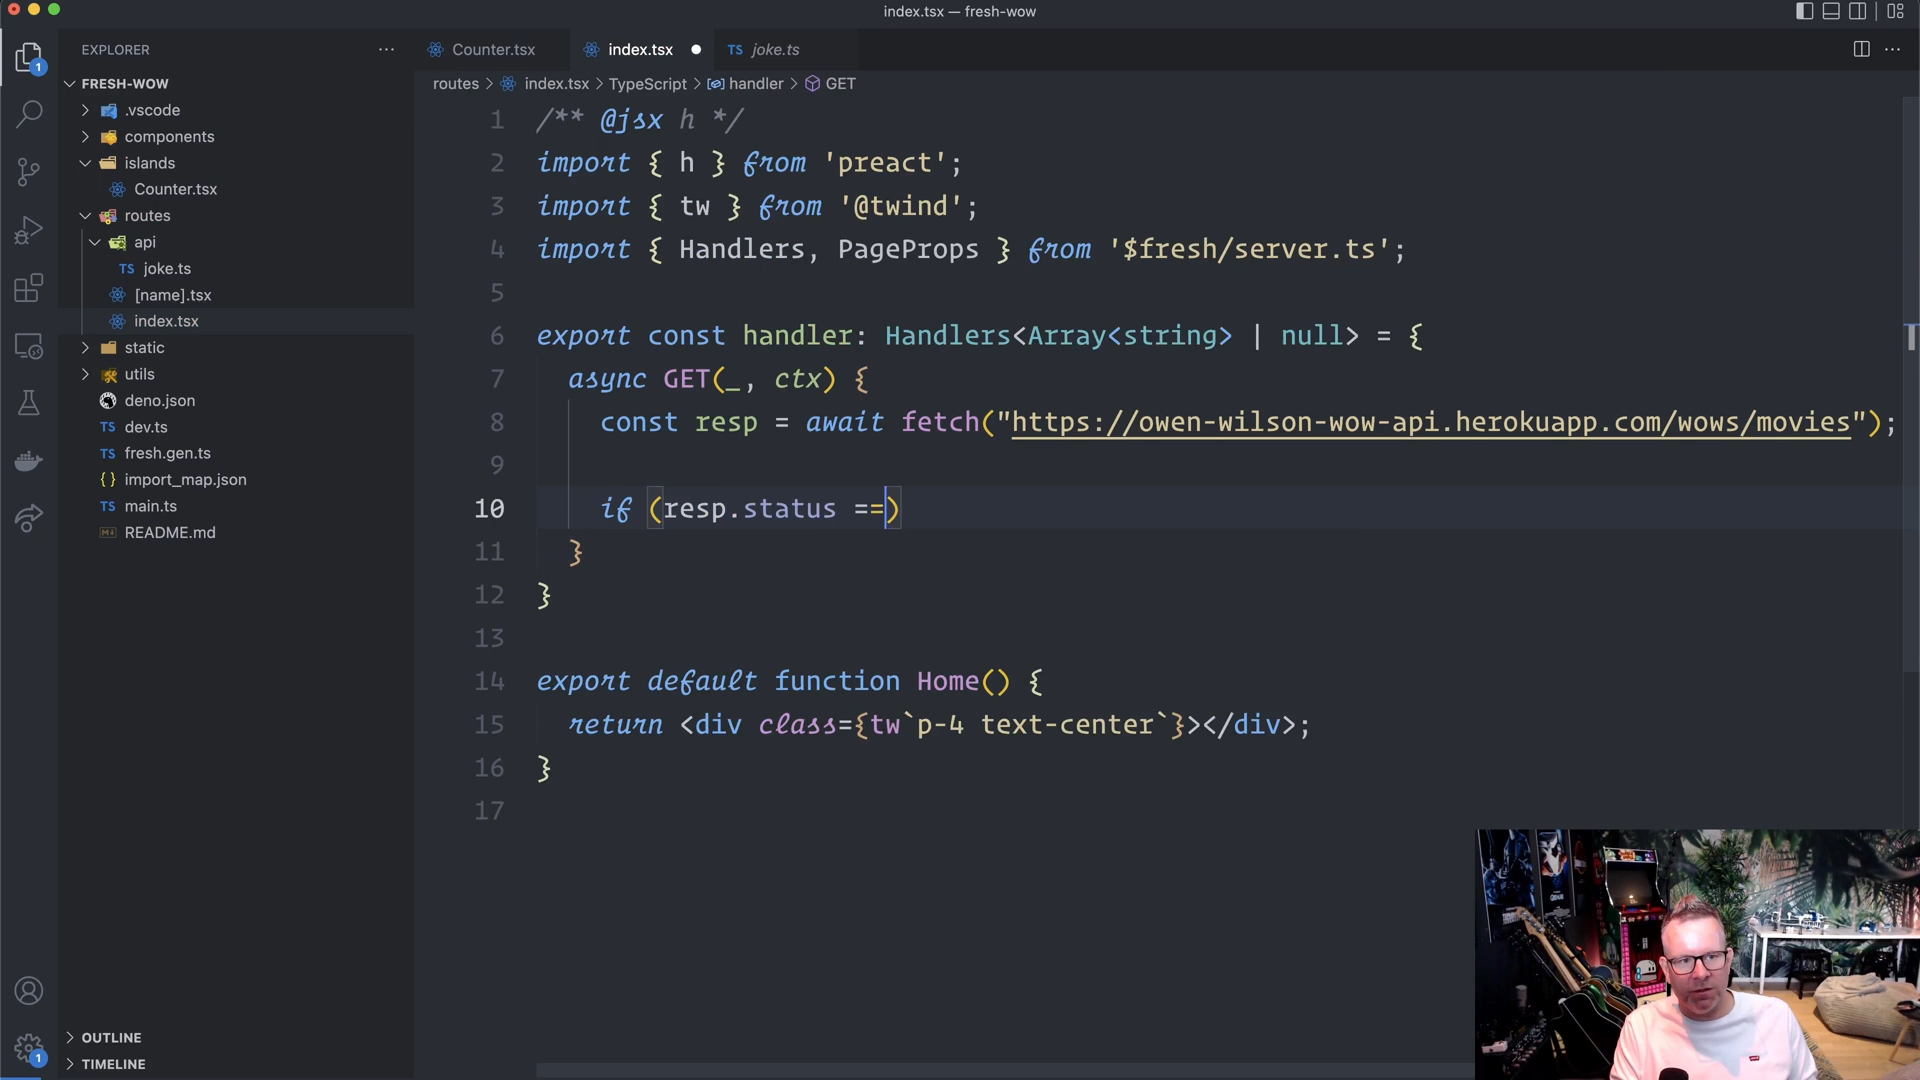 index.tsx — fresh-wow
EXPLORER
FRESH-WOW
.vscode
components
islands
Counter.tsx
routes
api
TS joke.ts
[name].tsx
index.tsx
static
utils
deno.json
TS dev.ts
TS fresh.gen.ts
{ } import_map.json
TS main.ts
README.md
OUTLINE
TIMELINE
1
1
Counter.tsx
index.tsx
TS joke.ts
routes > index.tsx > TypeScript > handler > GET
1 /** @jsx h */
2 import { h } from 'preact';
3 import { tw } from '@twind';
4 import { Handlers, PageProps } from '$fresh/server.ts';
5
6 export const handler: Handlers<Array<string> | null> = {
7 async GET(_, ctx) {
8 const resp = await fetch("https://owen-wilson-wow-api.herokuapp.com/wows/movies");
9
10 if (resp.status ==)
11 }
12 }
13
14 export default function Home() {
15 return <div class={tw`p-4 text-center`}></div>;
16 }
17